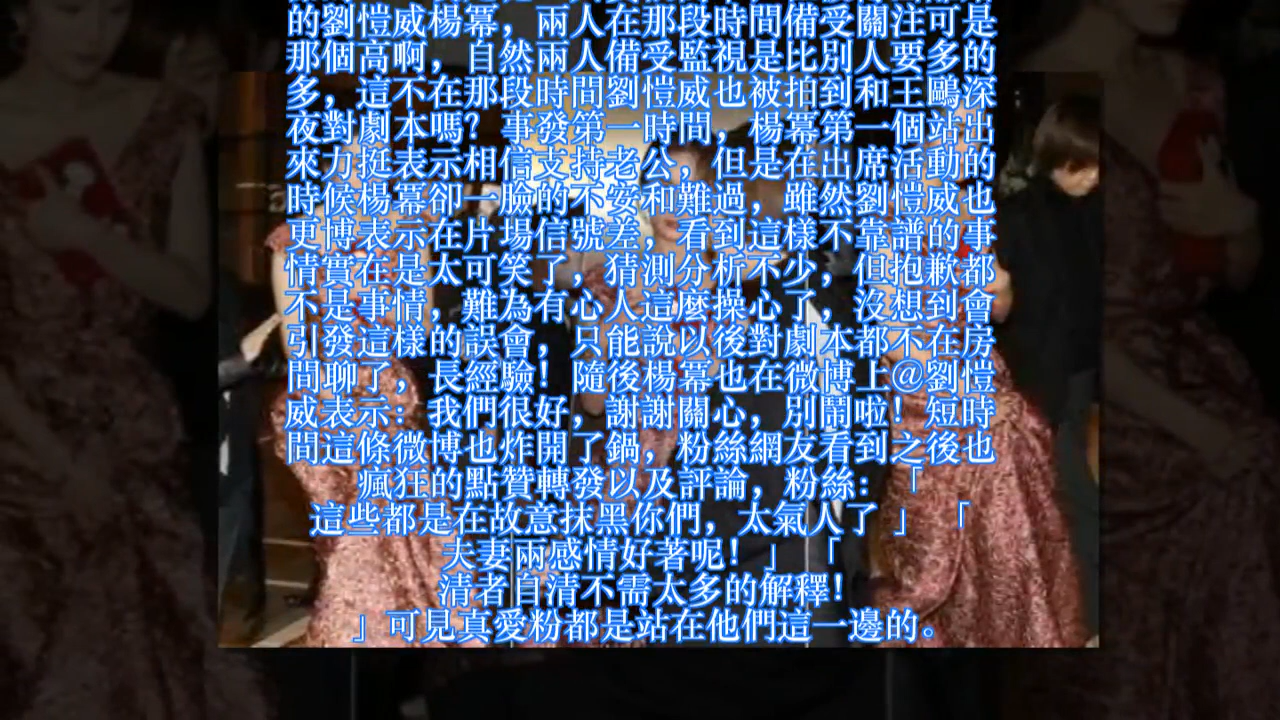 的劉愷威楊冪，兩人在那段時間備受關注可是
那個高啊，自然兩人備受監視是比別人要多的
多，這不在那段時間劉愷威也被拍到和王鷗深
夜對劇本嗎？事發第一時間，楊冪第一個站出
來力挺表示相信支持老公，但是在出席活動的
時候楊冪卻一臉的不安和難過，雖然劉愷威也
更博表示在片場信號差，看到這樣不靠譜的事
情實在是太可笑了，猜測分析不少，但抱歉都
不是事情，難為有心人這麼操心了，沒想到會
引發這樣的誤會，只能說以後對劇本都不在房
間聊了，長經驗！隨後楊冪也在微博上@劉愷
威表示：我們很好，謝謝關心，別鬧啦！短時
間這條微博也炸開了鍋，粉絲網友看到之後也
瘋狂的點贊轉發以及評論，粉絲：「
這些都是在故意抹黑你們，太氣人了 」 「
夫妻兩感情好著呢！」 「
清者自清不需太多的解釋！
」可見真愛粉都是站在他們這一邊的。